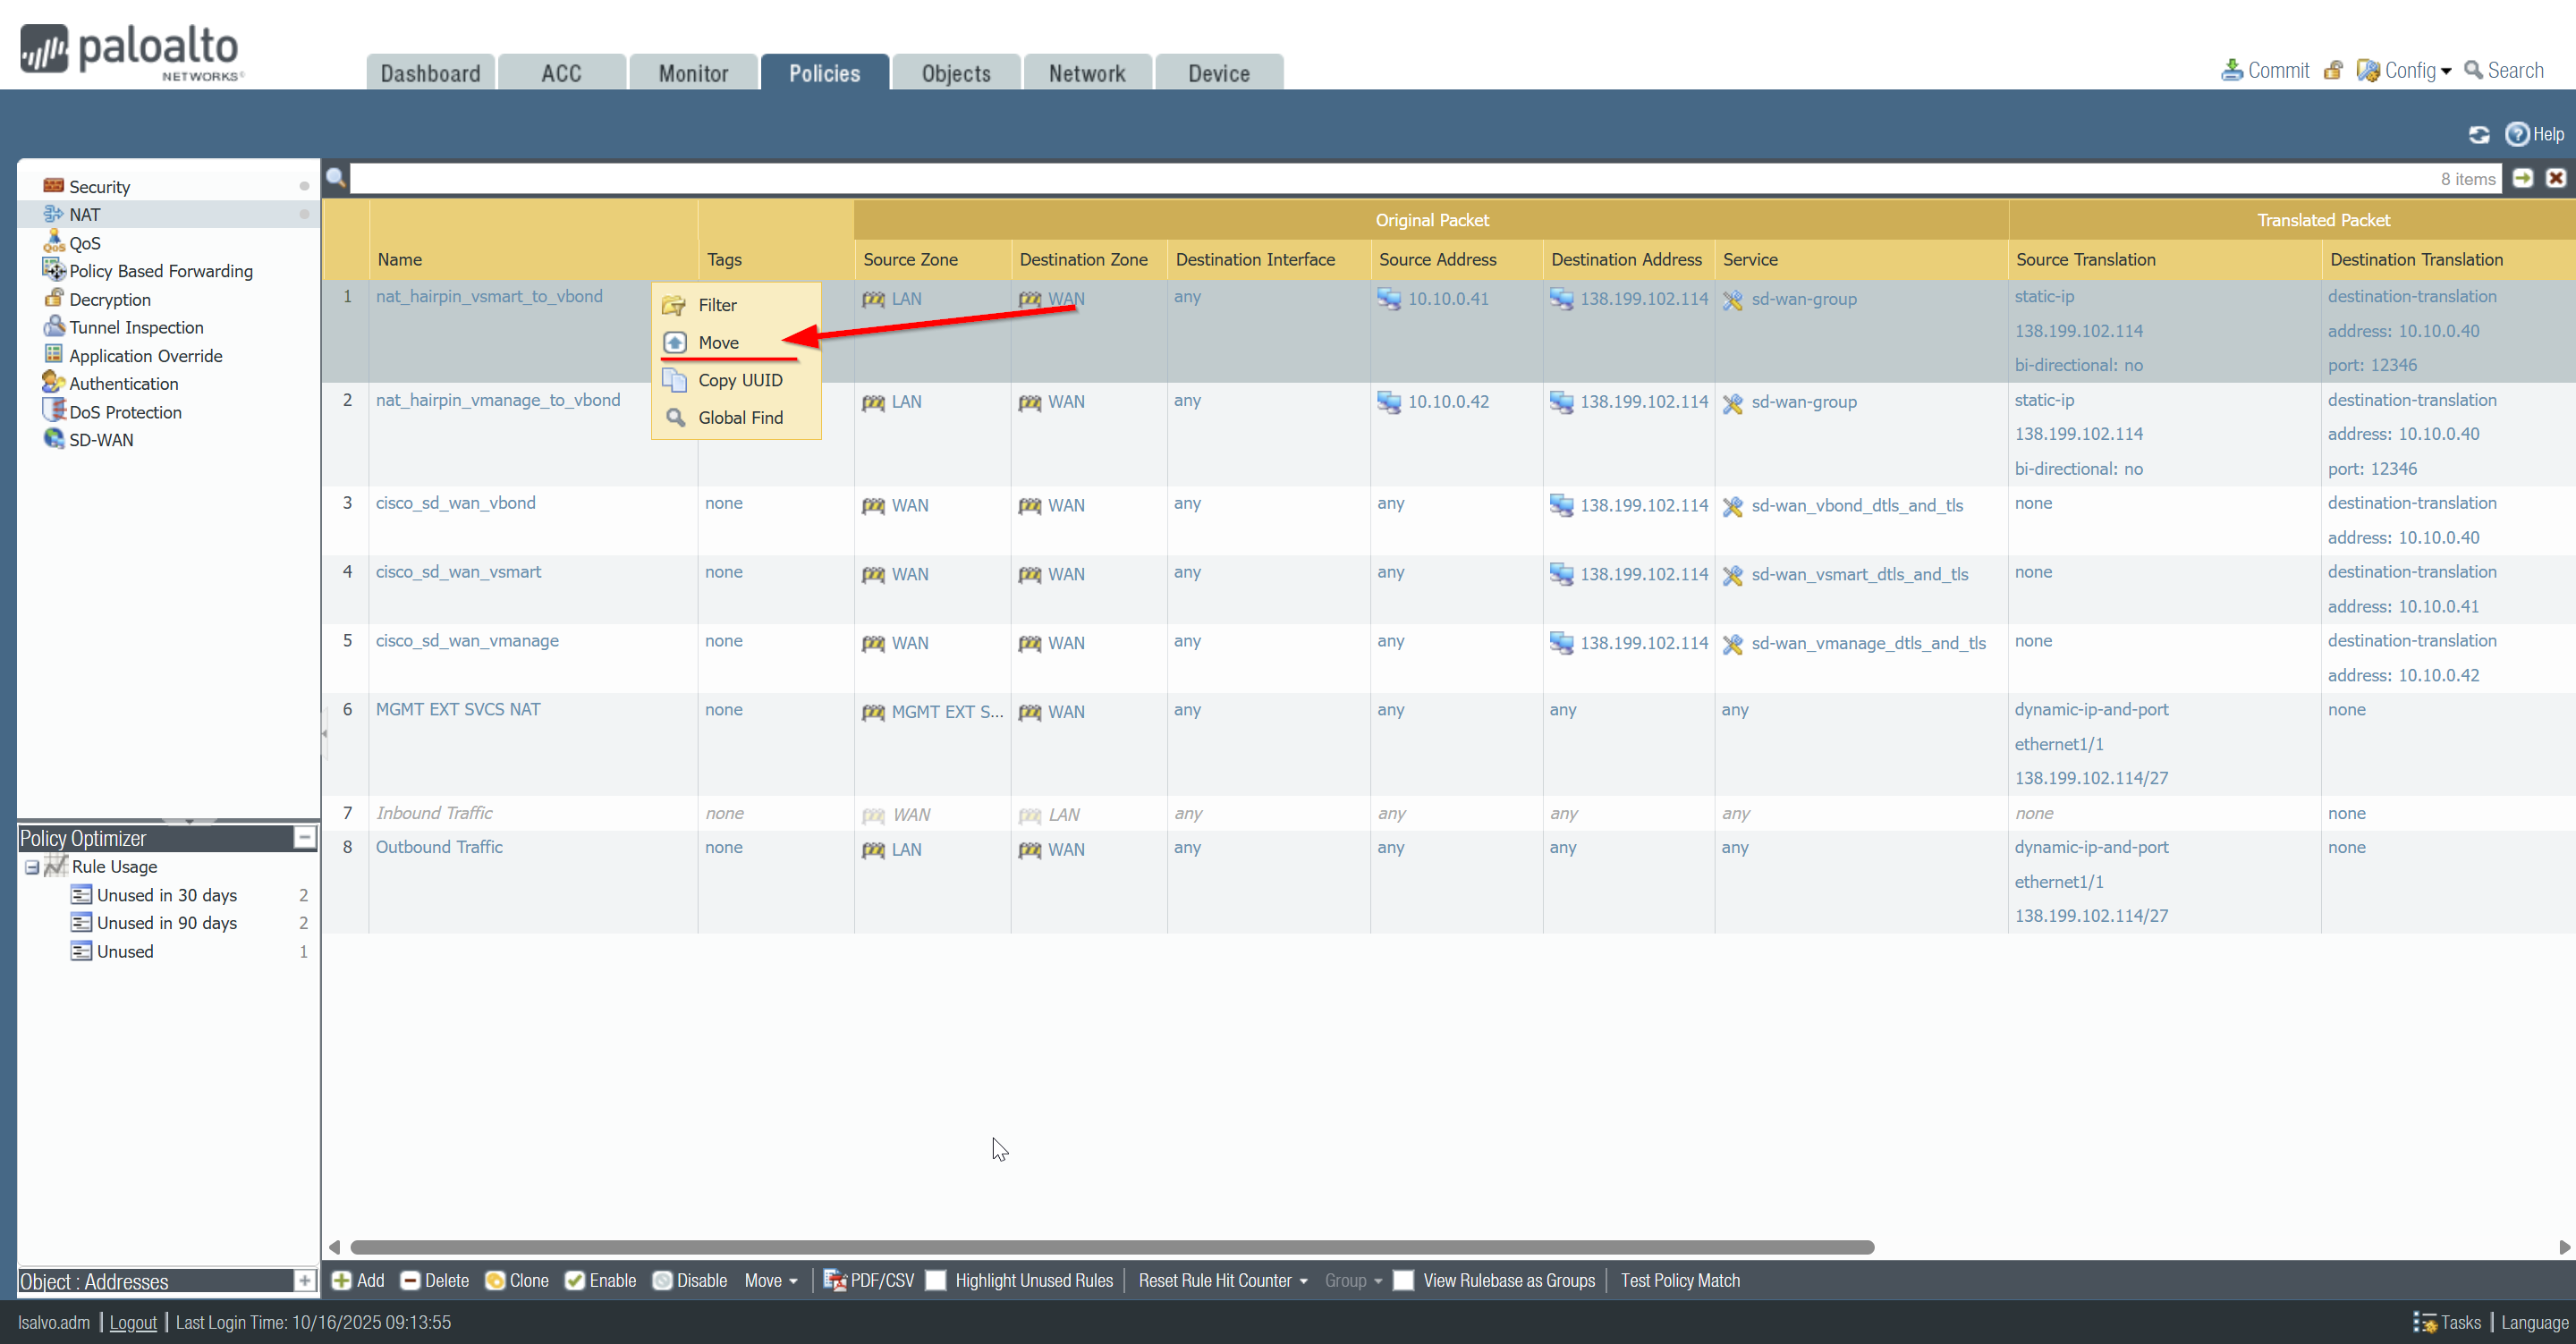 paloalto
NETWORKS
Dashboard ACC Monitor Policies Objects Network Device
Commit Config Search
Help
8 items
Security
NAT
QoS
Policy Based Forwarding
Decryption
Tunnel Inspection
Application Override
Authentication
DoS Protection
SD-WAN
Policy Optimizer
Rule Usage
Unused in 30 days 2
Unused in 90 days 2
Unused 1
Object : Addresses
Original Packet Translated Packet
Name Tags Source Zone Destination Zone Destination Interface Source Address Destination Address Service Source Translation Destination Translation
1 nat_hairpin_vsmart_to_vbond LAN WAN any 10.10.0.41 138.199.102.114 sd-wan-group static-ip destination-translation
138.199.102.114 address: 10.10.0.40
bi-directional: no port: 12346
Filter
Move
Copy UUID
Global Find
2 nat_hairpin_vmanage_to_vbond LAN WAN any 10.10.0.42 138.199.102.114 sd-wan-group static-ip destination-translation
138.199.102.114 address: 10.10.0.40
bi-directional: no port: 12346
3 cisco_sd_wan_vbond none WAN WAN any any 138.199.102.114 sd-wan_vbond_dtls_and_tls none destination-translation
address: 10.10.0.40
4 cisco_sd_wan_vsmart none WAN WAN any any 138.199.102.114 sd-wan_vsmart_dtls_and_tls none destination-translation
address: 10.10.0.41
5 cisco_sd_wan_vmanage none WAN WAN any any 138.199.102.114 sd-wan_vmanage_dtls_and_tls none destination-translation
address: 10.10.0.42
6 MGMT EXT SVCS NAT none MGMT EXT S... WAN any any any any dynamic-ip-and-port none
ethernet1/1
138.199.102.114/27
7 Inbound Traffic none WAN LAN any any any any none none
8 Outbound Traffic none LAN WAN any any any any dynamic-ip-and-port none
ethernet1/1
138.199.102.114/27
Add Delete Clone Enable Disable Move PDF/CSV Highlight Unused Rules Reset Rule Hit Counter Group View Rulebase as Groups Test Policy Match
lsalvo.adm | Logout | Last Login Time: 10/16/2025 09:13:55 Tasks | Language